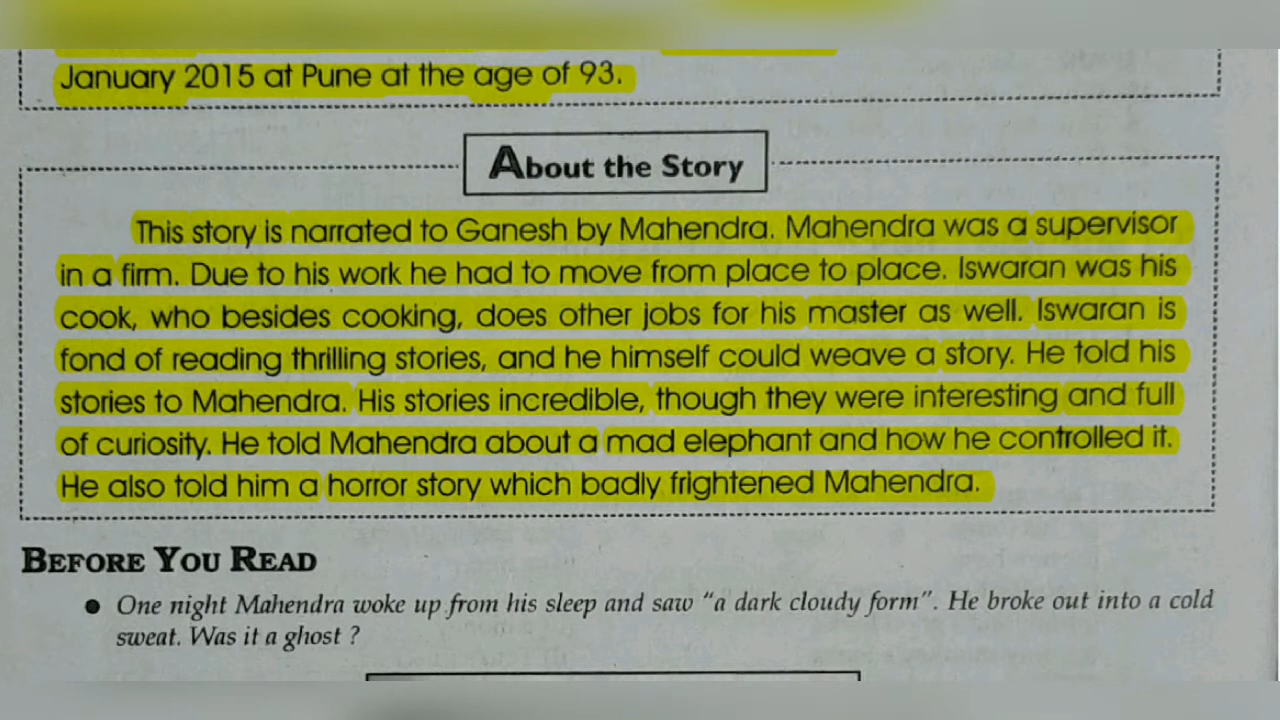 January 2015 at Pune at the age of 93.
About the Story
This story is narrated to Ganesh by Mahendra. Mahendra was a supervisor
in a firm. Due to his work he had to move from place to place. Iswaran was his
cook, who besides cooking, does other jobs for his master as well. Iswaran is
fond of reading thrilling stories, and he himself could weave a story. He told his
stories to Mahendra. His stories incredible, though they were interesting and full
of curiosity. He told Mahendra about a mad elephant and how he controlled it.
He also told him a horror story which badly frightened Mahendra.
BEFORE YOU READ
● One night Mahendra woke up from his sleep and saw “a dark cloudy form”. He broke out into a cold
sweat. Was it a ghost ?